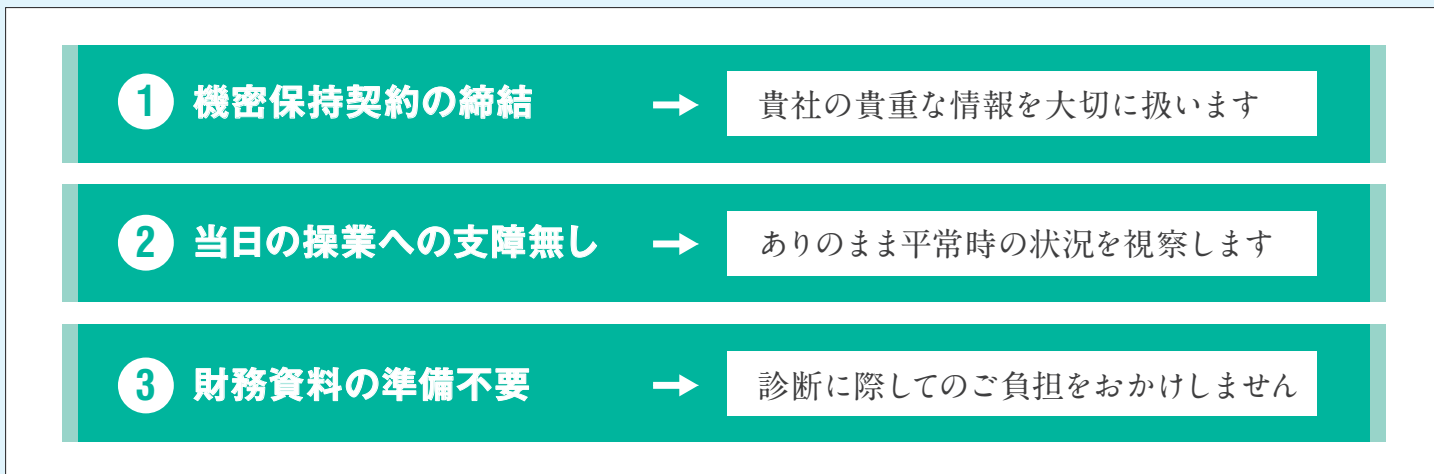 1 機密保持契約の締結 → 貴社の貴重な情報を大切に扱います
2 当日の操業への支障無し → ありのまま平常時の状況を視察します
3 財務資料の準備不要 → 診断に際してのご負担をおかけしません